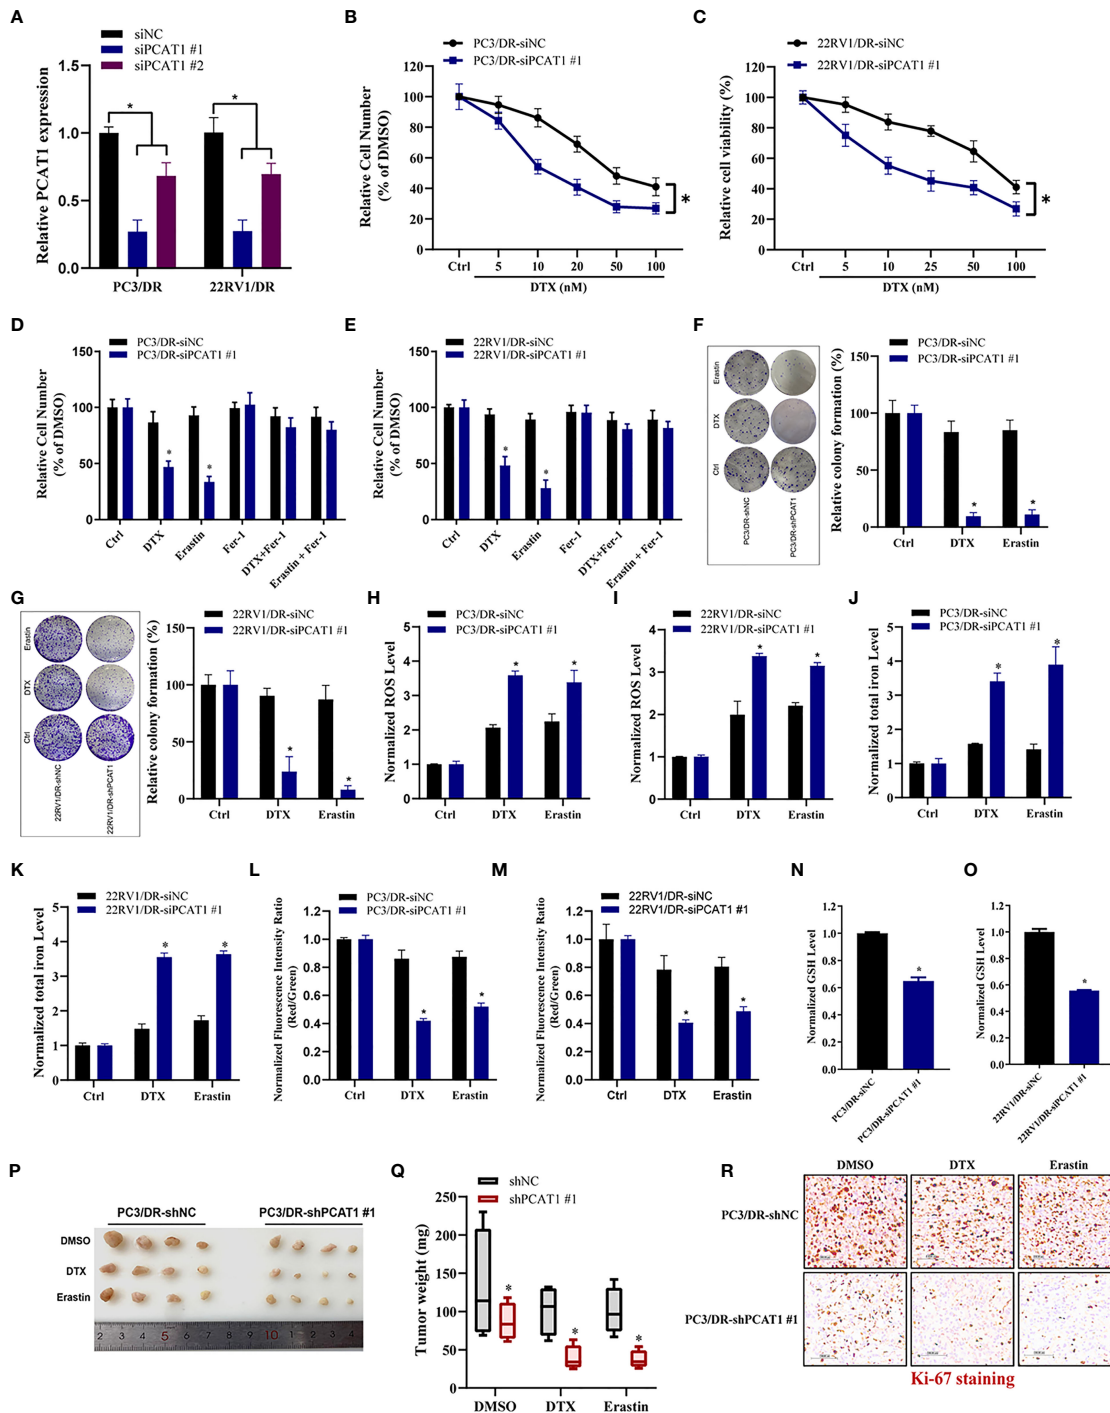 A
siNC
siPCAT1 #1
siPCAT1 #2
Relative PCAT1 expression
1.5
1.0
0.5
0.0
*
*
PC3/DR
22RV1/DR
B
PC3/DR-siNC
PC3/DR-siPCAT1 #1
Relative Cell Number
(% of DMSO)
120
100
80
60
40
20
0
*
Ctrl 5 10 20 50 100
DTX (nM)
C
22RV1/DR-siNC
22RV1/DR-siPCAT1 #1
Relative cell viability (%)
120
100
80
60
40
20
0
*
Ctrl 5 10 25 50 100
DTX (nM)
D
PC3/DR-siNC
PC3/DR-siPCAT1 #1
Relative Cell Number
(% of DMSO)
150
100
50
0
* *
Ctrl DTX Erastin Fer-1 DTX+Fer-1 Erastin + Fer-1
E
22RV1/DR-siNC
22RV1/DR-siPCAT1 #1
Relative Cell Number
(% of DMSO)
150
100
50
0
* *
Ctrl DTX Erastin Fer-1 DTX+Fer-1 Erastin + Fer-1
F
Erastin
DTX
Ctrl
PC3/DR-shNC
PC3/DR-shPCAT1
PC3/DR-siNC
PC3/DR-siPCAT1 #1
Relative colony formation (%)
150
100
50
0
* *
Ctrl DTX Erastin
G
Erastin
DTX
Ctrl
22RV1/DR-shNC
22RV1/DR-shPCAT1
22RV1/DR-siNC
22RV1/DR-siPCAT1 #1
Relative colony formation (%)
150
100
50
0
* *
Ctrl DTX Erastin
H
PC3/DR-siNC
PC3/DR-siPCAT1 #1
Normalized ROS Level
5
4
3
2
1
0
* *
Ctrl DTX Erastin
I
22RV1/DR-siNC
22RV1/DR-siPCAT1 #1
Normalized ROS Level
4
3
2
1
0
* *
Ctrl DTX Erastin
J
PC3/DR-siNC
PC3/DR-siPCAT1 #1
Normalized total iron Level
5
4
3
2
1
0
* *
Ctrl DTX Erastin
K
22RV1/DR-siNC
22RV1/DR-siPCAT1 #1
Normalized total iron Level
5
4
3
2
1
0
* *
Ctrl DTX Erastin
L
PC3/DR-siNC
PC3/DR-siPCAT1 #1
Normalized Fluorescence Intensity Ratio
(Red/Green)
1.2
1.0
0.8
0.6
0.4
0.2
0.0
* *
Ctrl DTX Erastin
M
22RV1/DR-siNC
22RV1/DR-siPCAT1 #1
Normalized Fluorescence Intensity Ratio
(Red/Green)
1.2
1.0
0.8
0.6
0.4
0.2
0.0
* *
Ctrl DTX Erastin
N
Normalized GSH Level
1.2
1.0
0.8
0.6
0.4
0.2
0.0
*
PC3/DR-siNC
PC3/DR-siPCAT1 #1
O
Normalized GSH Level
1.2
1.0
0.8
0.6
0.4
0.2
0.0
*
22RV1/DR-siNC
22RV1/DR-siPCAT1 #1
P
PC3/DR-shNC PC3/DR-shPCAT1 #1
DMSO
DTX
Erastin
2 3 4 5 6 7 8 9 10 1 2 3 4
Q
shNC
shPCAT1 #1
Tumor weight (mg)
250
200
150
100
50
0
* * *
DMSO DTX Erastin
R
DMSO DTX Erastin
PC3/DR-shNC
PC3/DR-shPCAT1 #1
Ki-67 staining